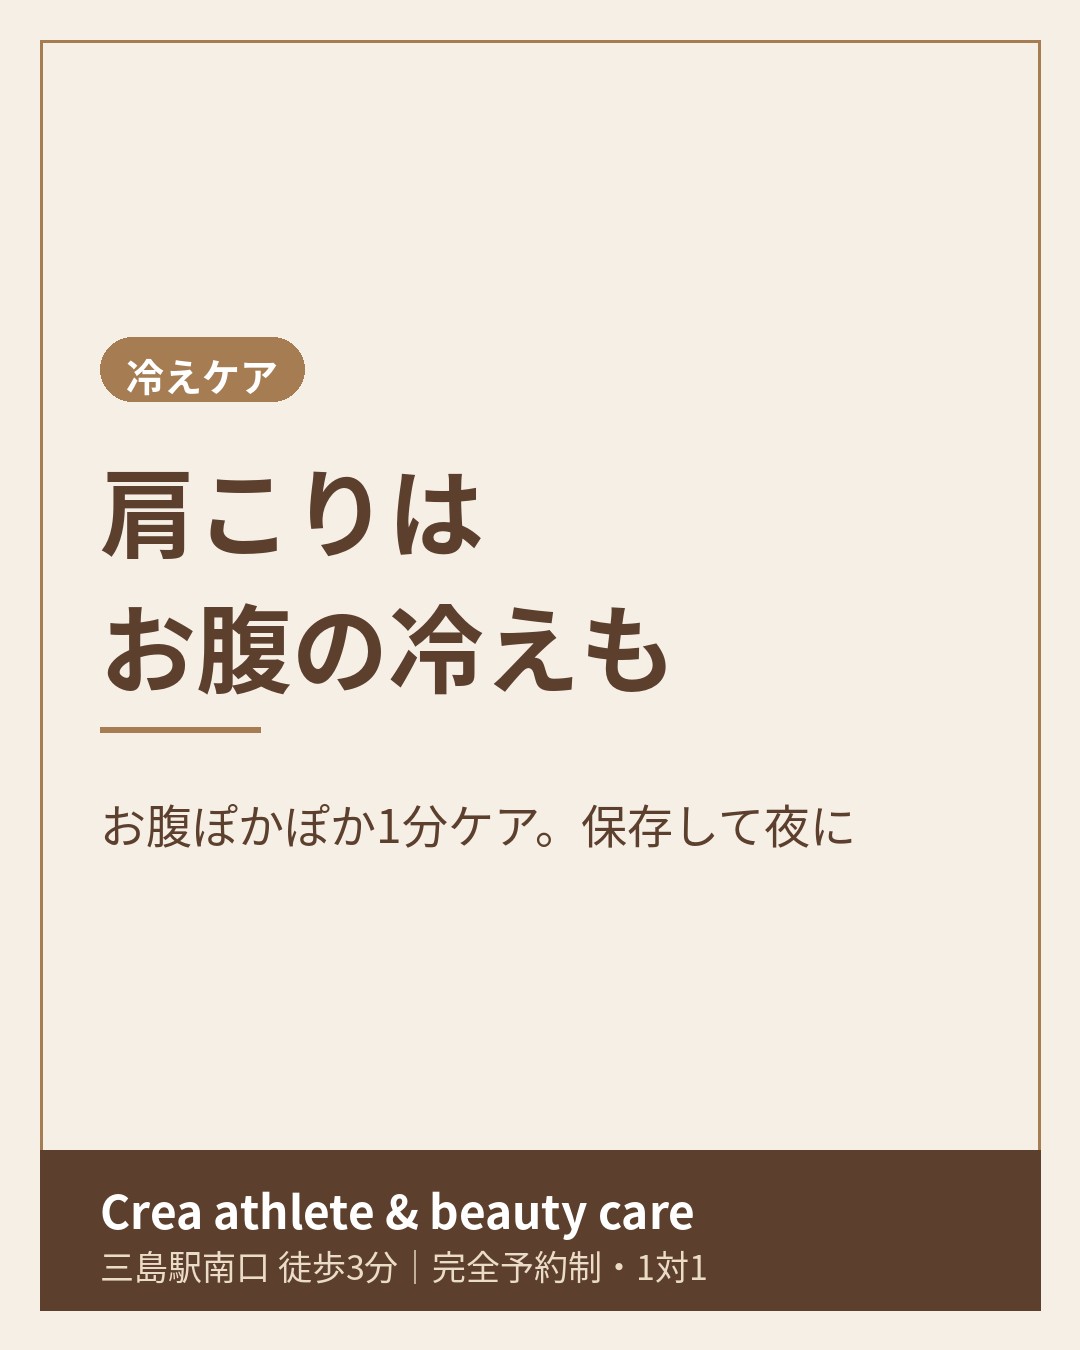 冷えケア
肩こりは
お腹の冷えも
お腹ぽかぽか1分ケア。保存して夜に
Crea athlete & beauty care
三島駅南口 徒歩3分｜完全予約制・1対1